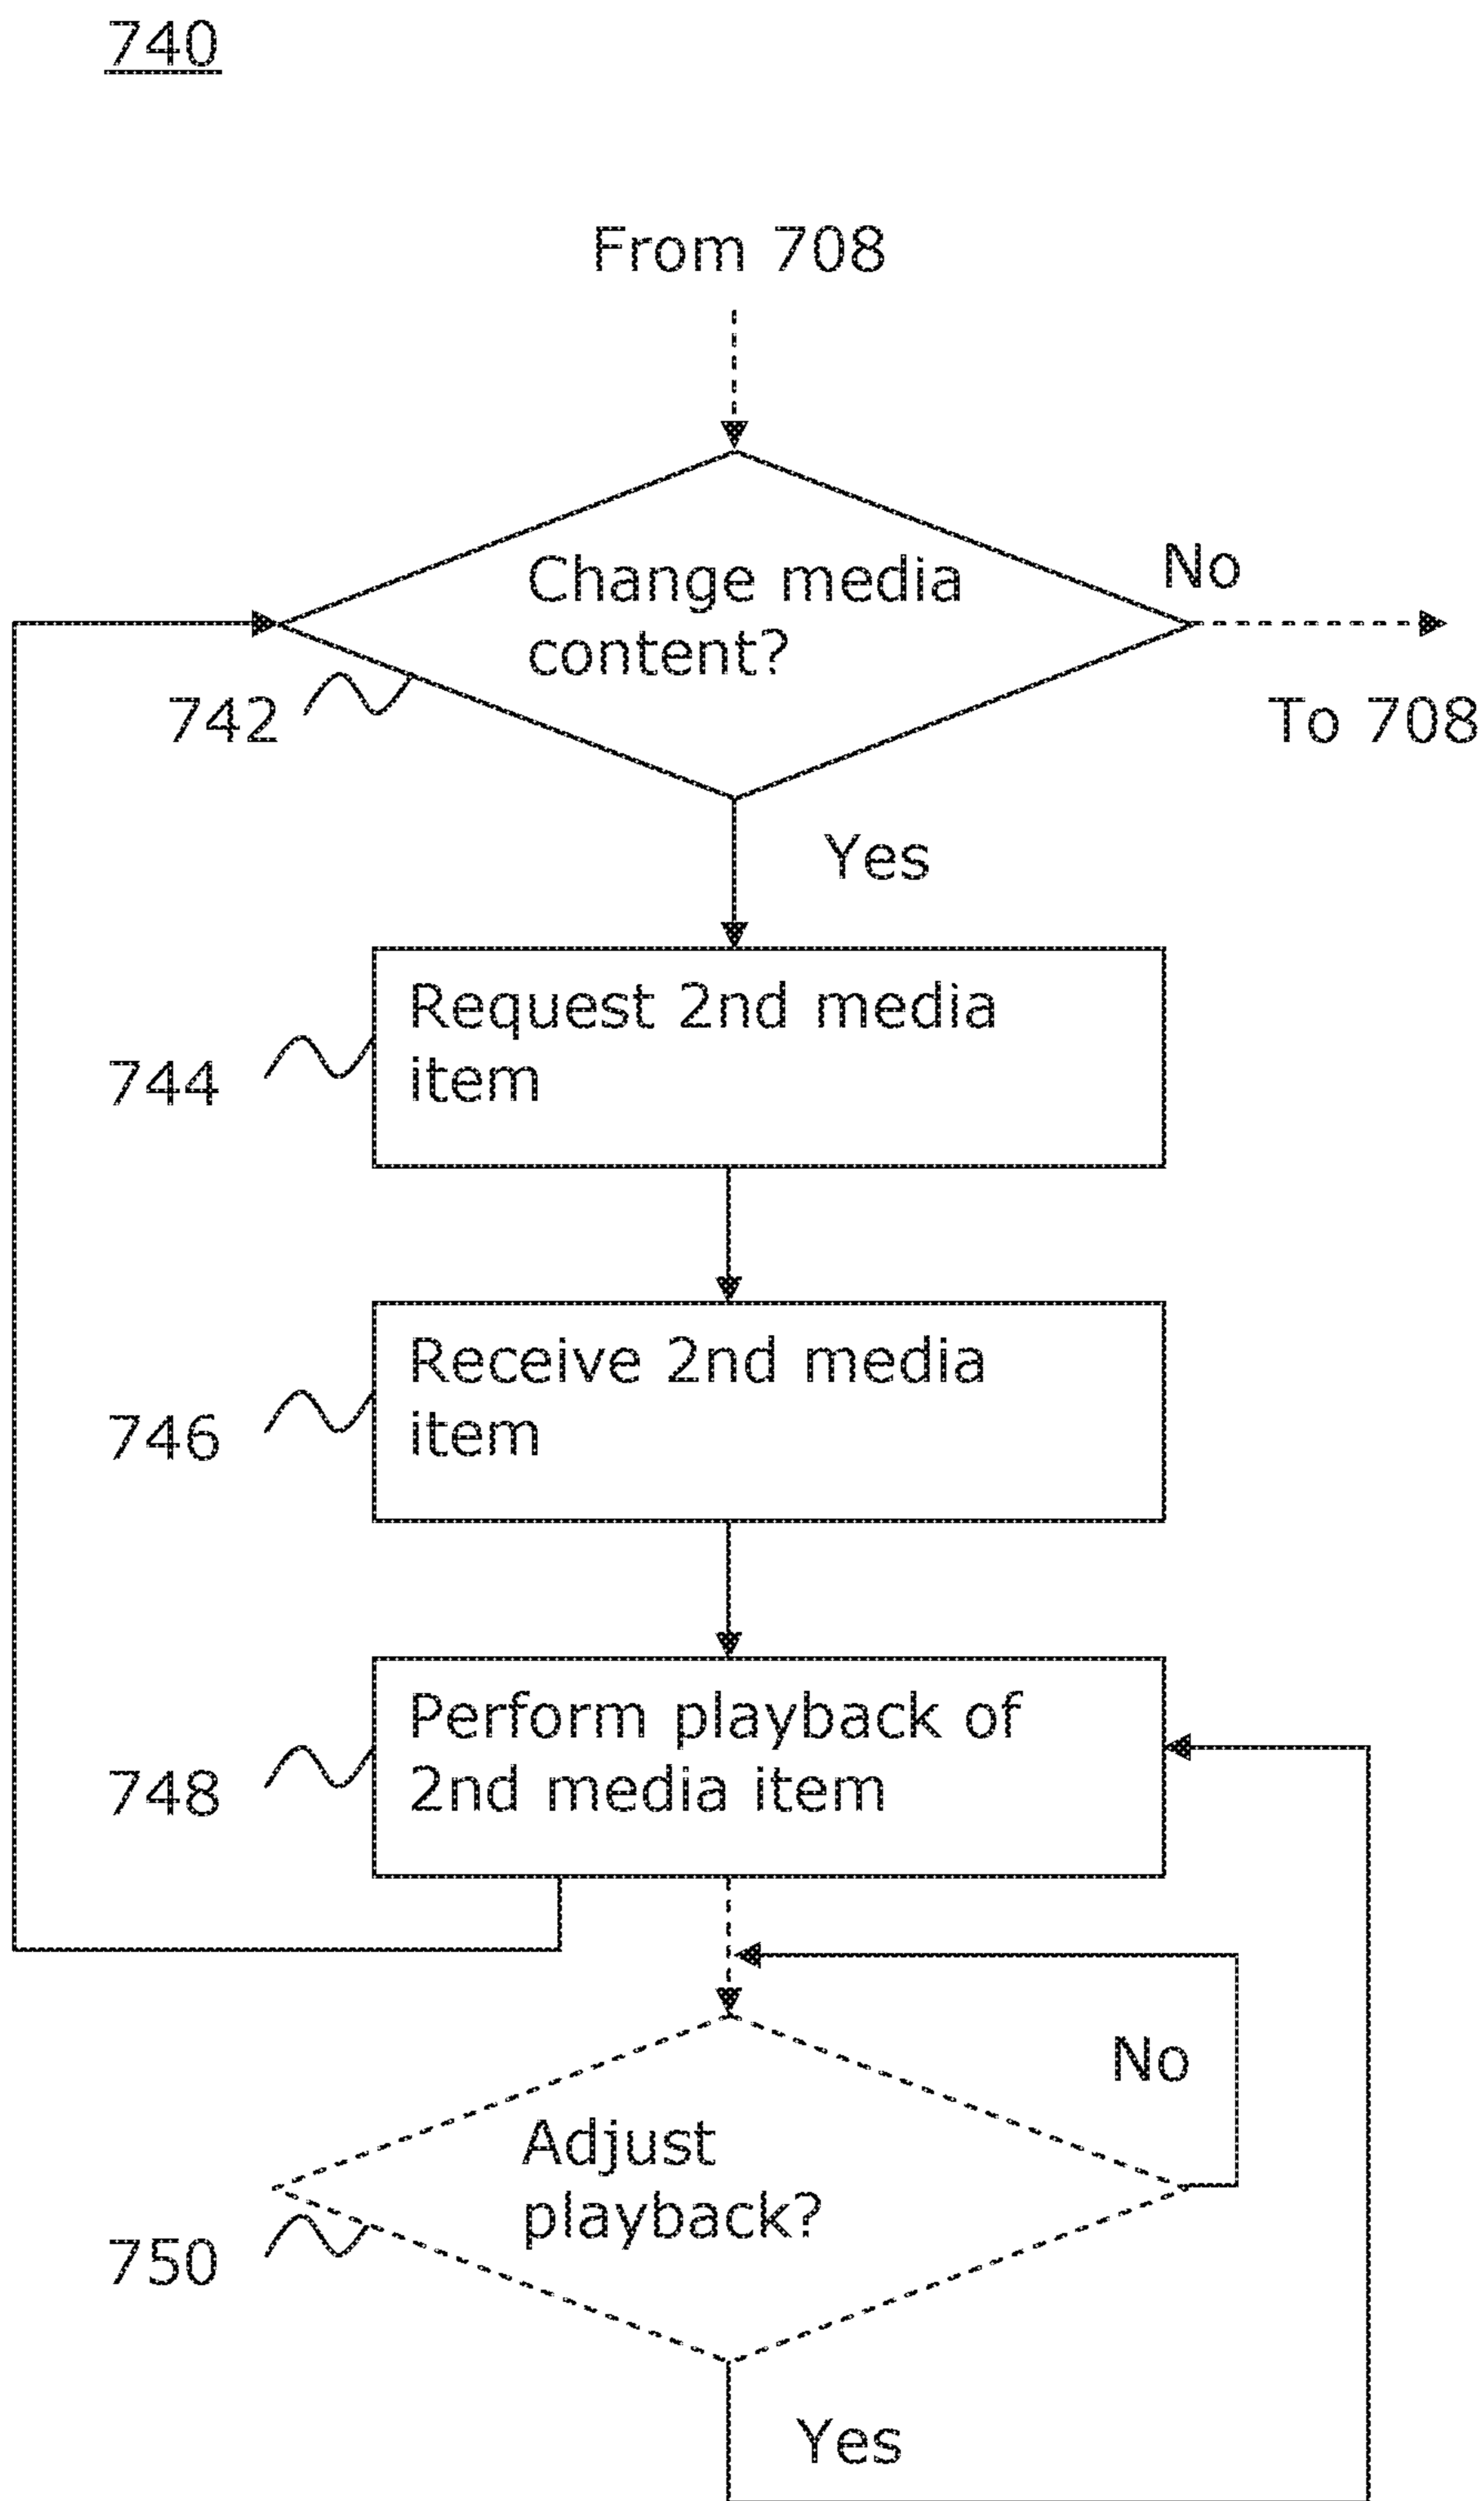 740
From 708
Change media
content?
No
742
To 708
Yes
Request 2nd media
item
744
Receive 2nd media
item
746
Perform playback of
2nd media item
748
No
Adjust
playback?
750
Yes